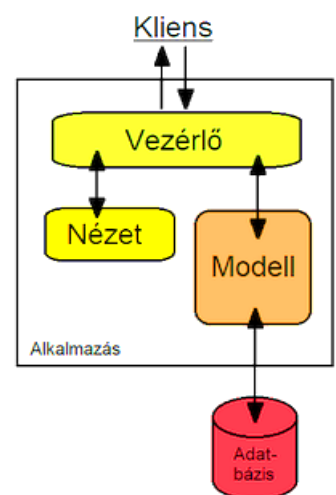 Kliens
Vezérlő
Nézet
Modell
Alkalmazás
Adat-
bázis